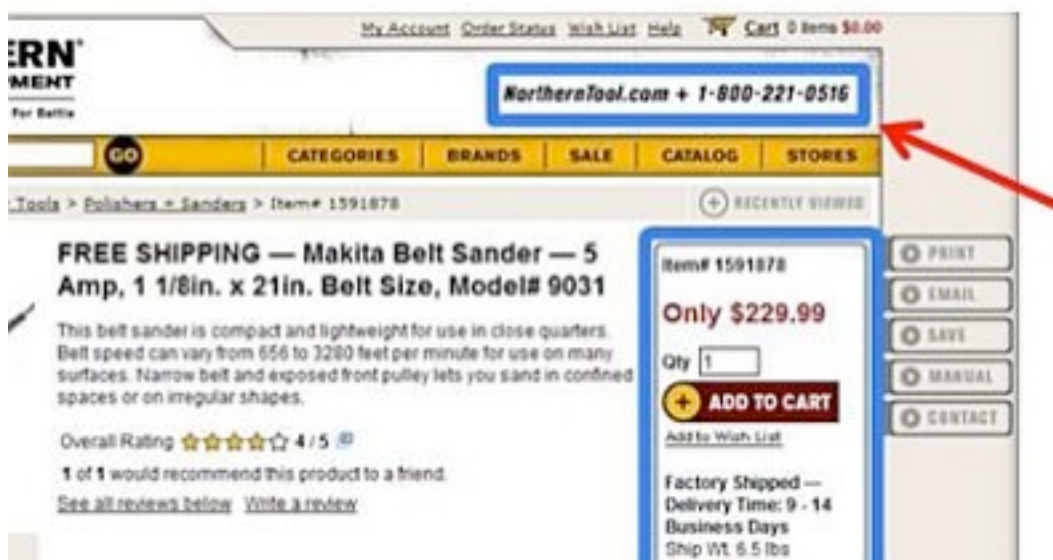 My Account Order Status Wish List Help Cart 0 items $0.00
ERN
PMENT
For Battle
NorthernTool.com + 1-800-221-0516
GO CATEGORIES BRANDS SALE CATALOG STORES
Tools > Polishers - Sanders > Item# 1591878
RECENTLY VIEWED
FREE SHIPPING — Makita Belt Sander — 5
Amp, 1 1/8in. x 21in. Belt Size, Model# 9031
This belt sander is compact and lightweight for use in close quarters.
Belt speed can vary from 656 to 3280 feet per minute for use on many
surfaces. Narrow belt and exposed front pulley lets you sand in confined
spaces or on irregular shapes.
Overall Rating 4 / 5
1 of 1 would recommend this product to a friend.
See all reviews below Write a review
Item# 1591878
Only $229.99
Qty 1
+ ADD TO CART
Add to Wish List
Factory Shipped —
Delivery Time: 9 - 14
Business Days
Ship Wt. 6.5 lbs
PRINT
EMAIL
SAVE
MANUAL
CONTACT